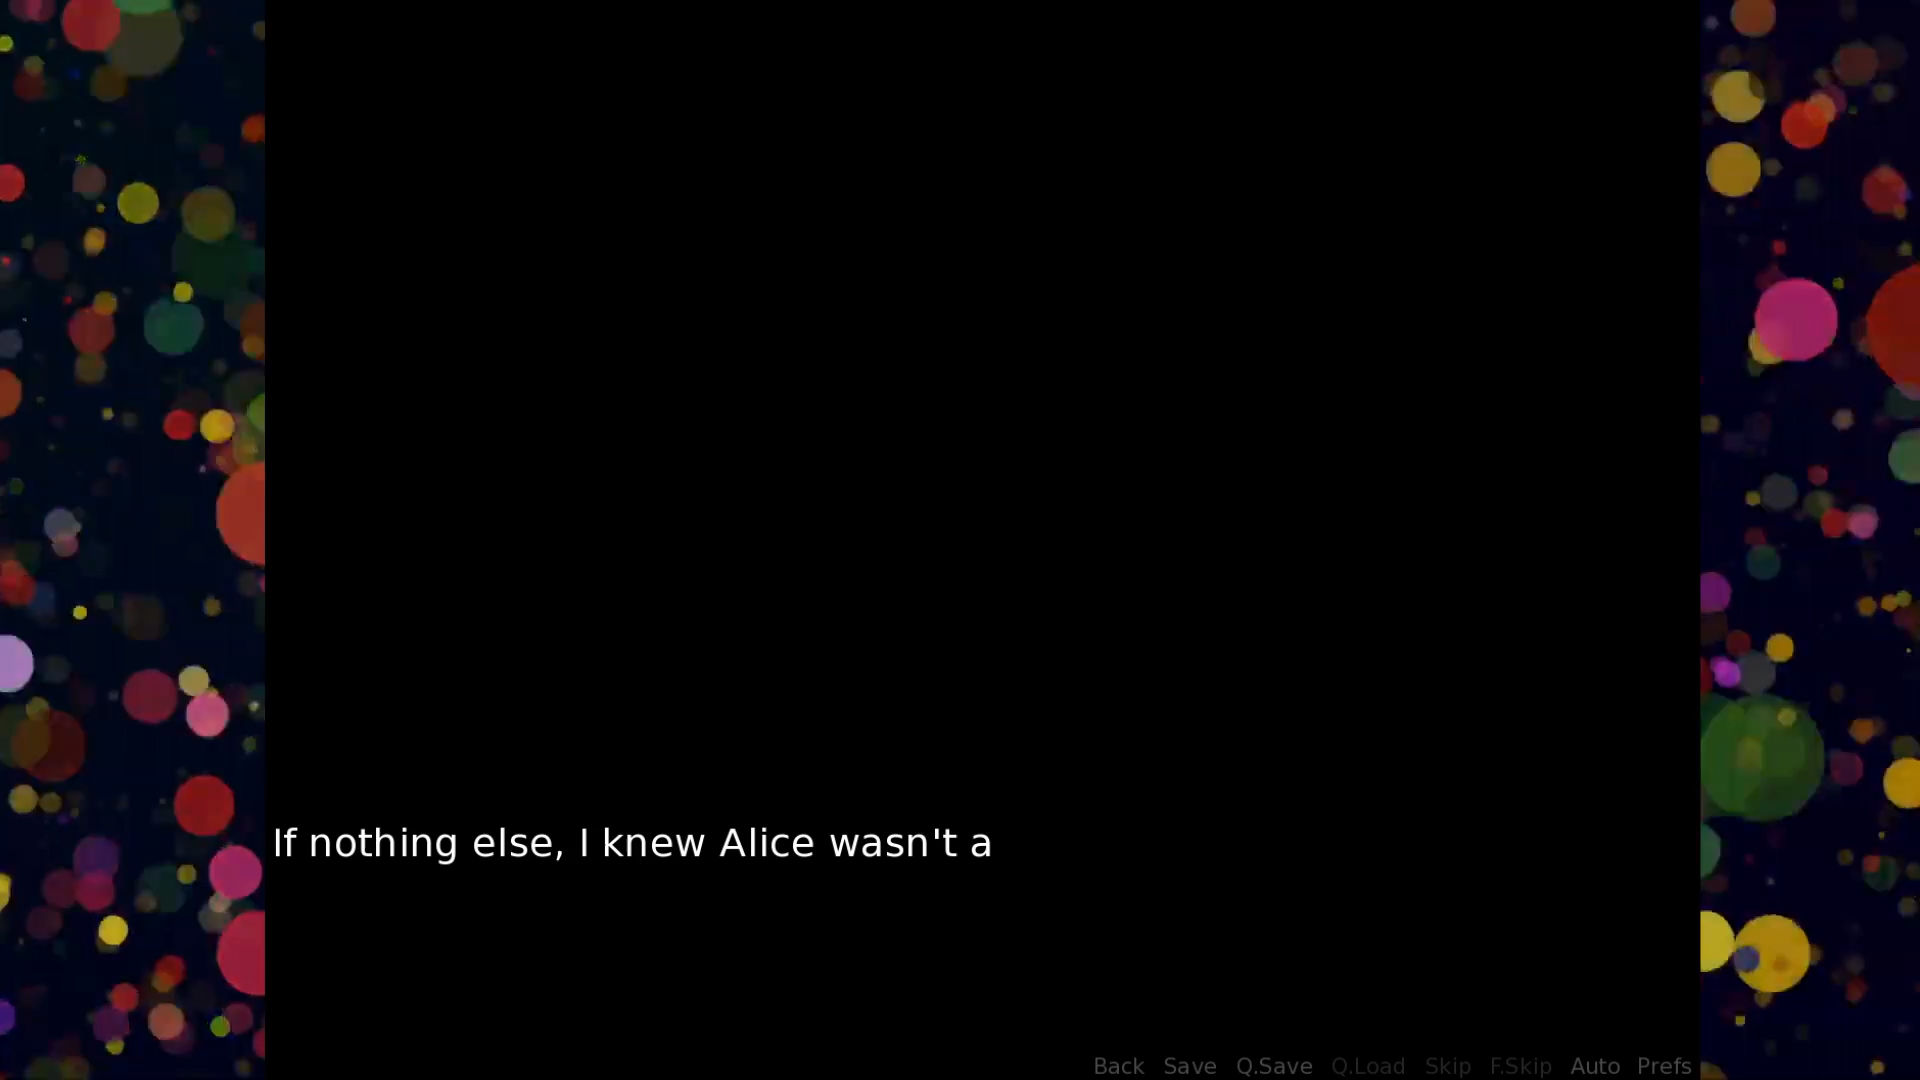 If nothing else, I knew Alice wasn't a
Back Save Q.Save Q.Load Skip F.Skip Auto Prefs